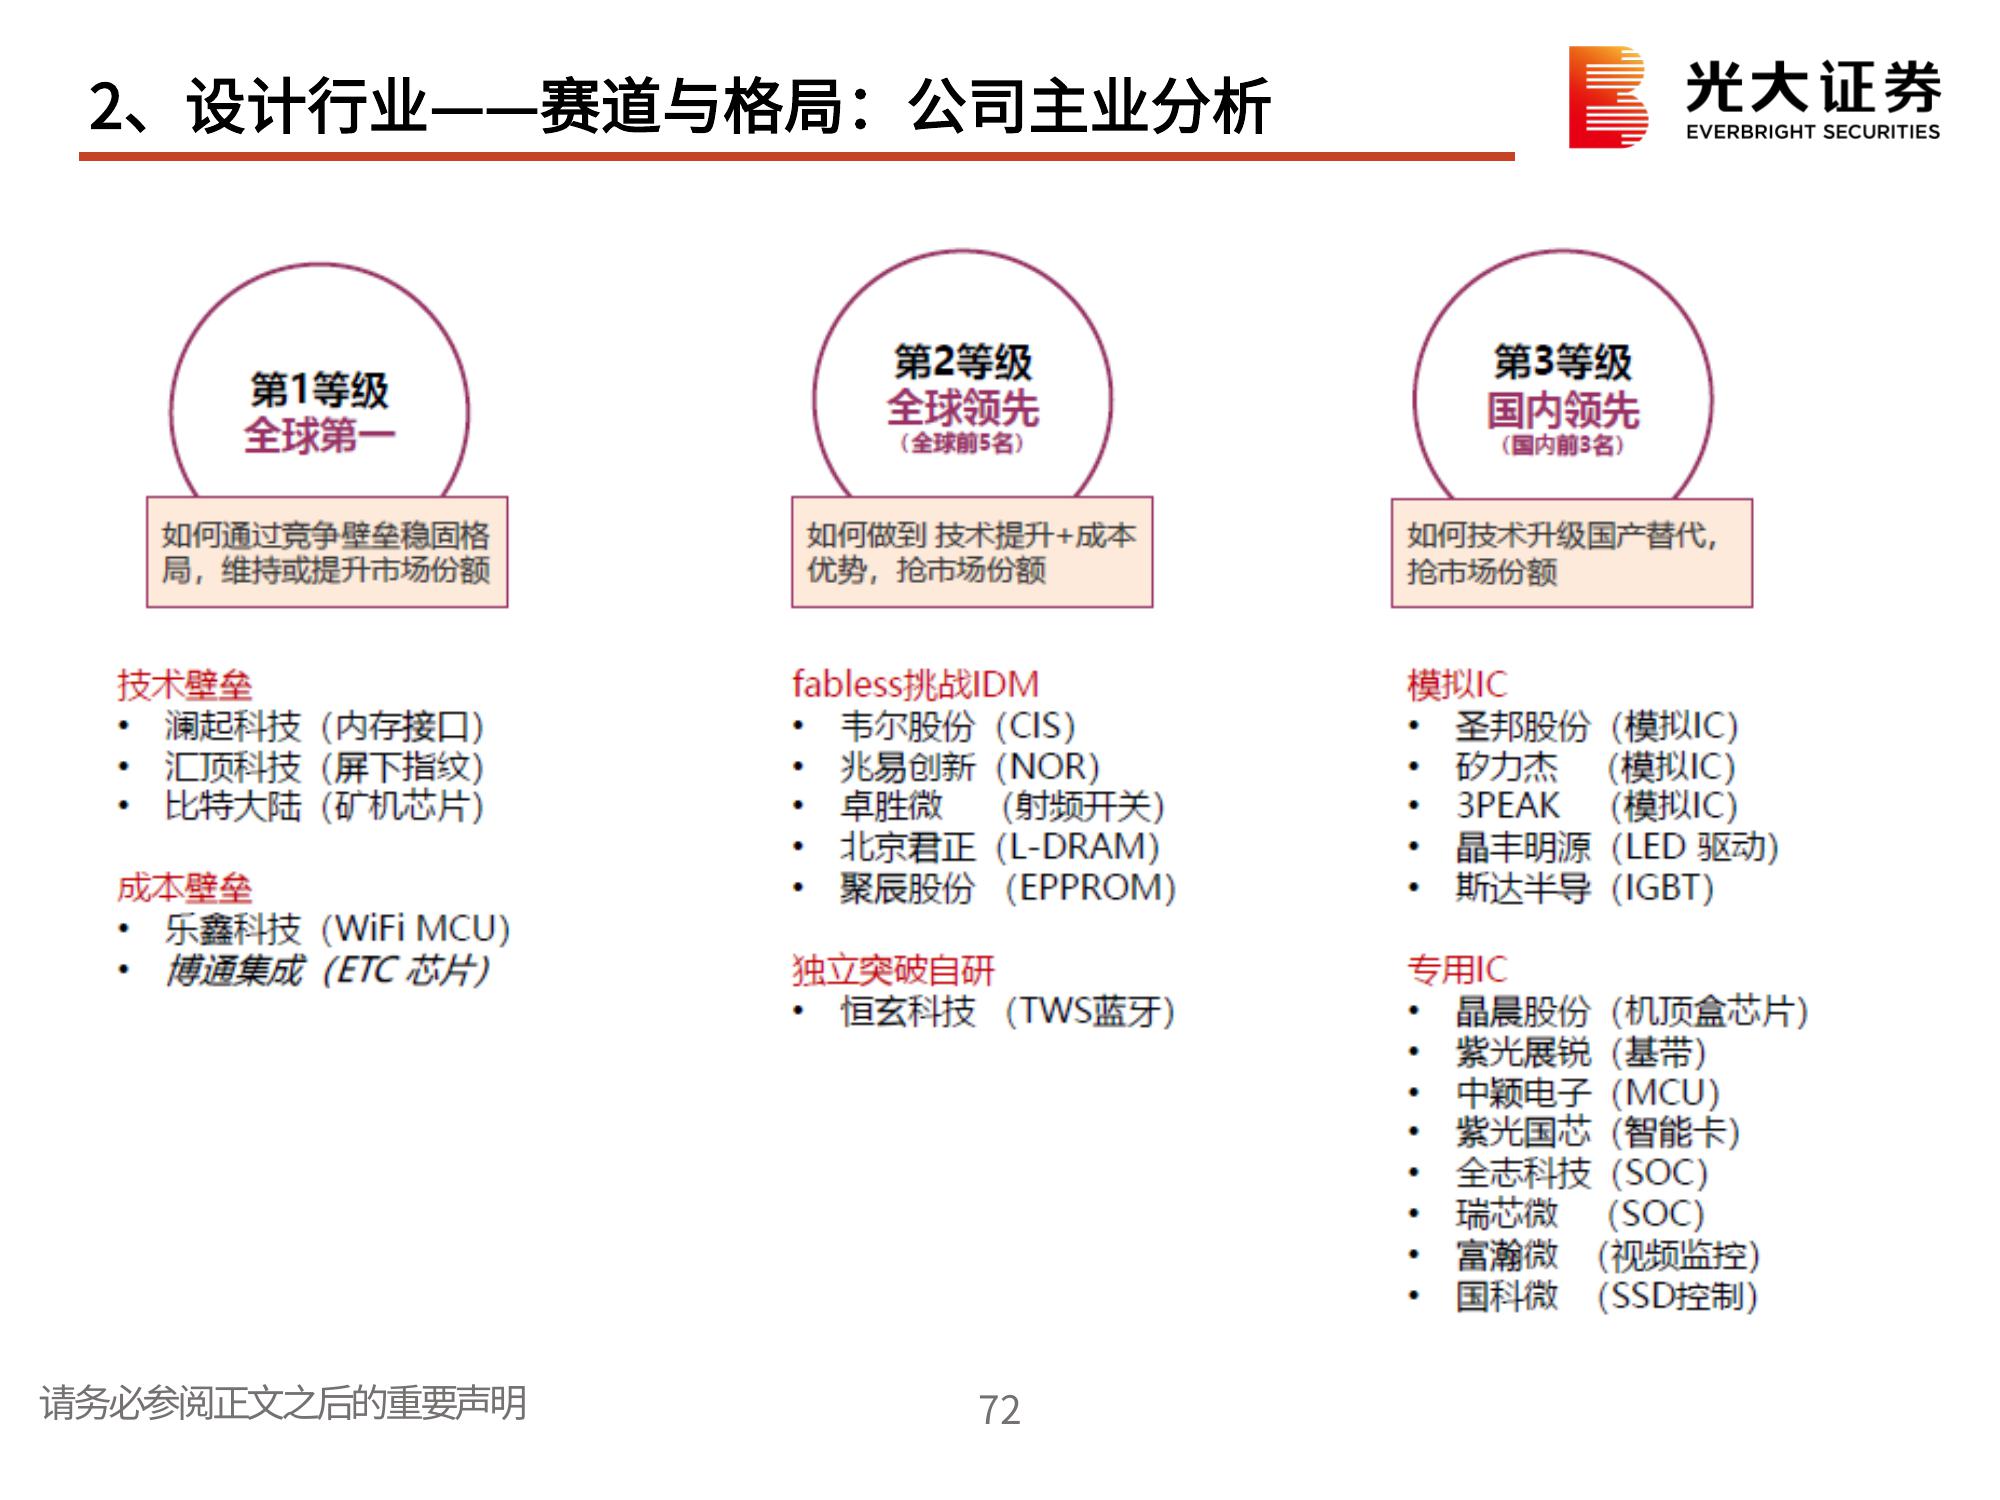 2、设计行业——赛道与格局：公司主业分析
光大证券
EVERBRIGHT SECURITIES
第1等级
全球第一
如何通过竞争壁垒稳固格
局，维持或提升市场份额
技术壁垒
• 澜起科技（内存接口）
• 汇顶科技（屏下指纹）
• 比特大陆（矿机芯片）
成本壁垒
• 乐鑫科技（WiFi MCU）
• 博通集成（ETC 芯片）
第2等级
全球领先
（全球前5名）
如何做到 技术提升+成本
优势，抢市场份额
fabless挑战IDM
• 韦尔股份（CIS）
• 兆易创新（NOR）
• 卓胜微 （射频开关）
• 北京君正（L-DRAM）
• 聚辰股份 （EPPROM）
独立突破自研
• 恒玄科技 （TWS蓝牙）
第3等级
国内领先
（国内前3名）
如何技术升级国产替代，
抢市场份额
模拟IC
• 圣邦股份（模拟IC）
• 矽力杰 （模拟IC）
• 3PEAK （模拟IC）
• 晶丰明源（LED 驱动）
• 斯达半导（IGBT）
专用IC
• 晶晨股份（机顶盒芯片）
• 紫光展锐（基带）
• 中颖电子（MCU）
• 紫光国芯（智能卡）
• 全志科技（SOC）
• 瑞芯微 （SOC）
• 富瀚微 （视频监控）
• 国科微 （SSD控制）
请务必参阅正文之后的重要声明
72